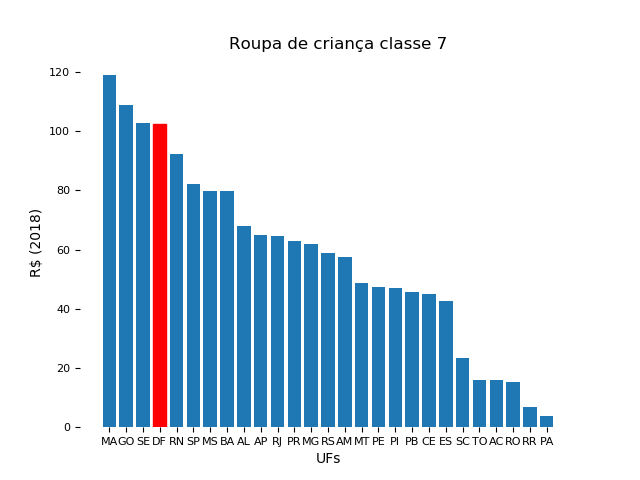 Roupa de criança classe 7
120
100
80
60
40
20
0
R$ (2018)
MA GO SE DF RN SP MS BA AL AP RJ PR MG RS AM MT PE PI PB CE ES SC TO AC RO RR PA
UFs